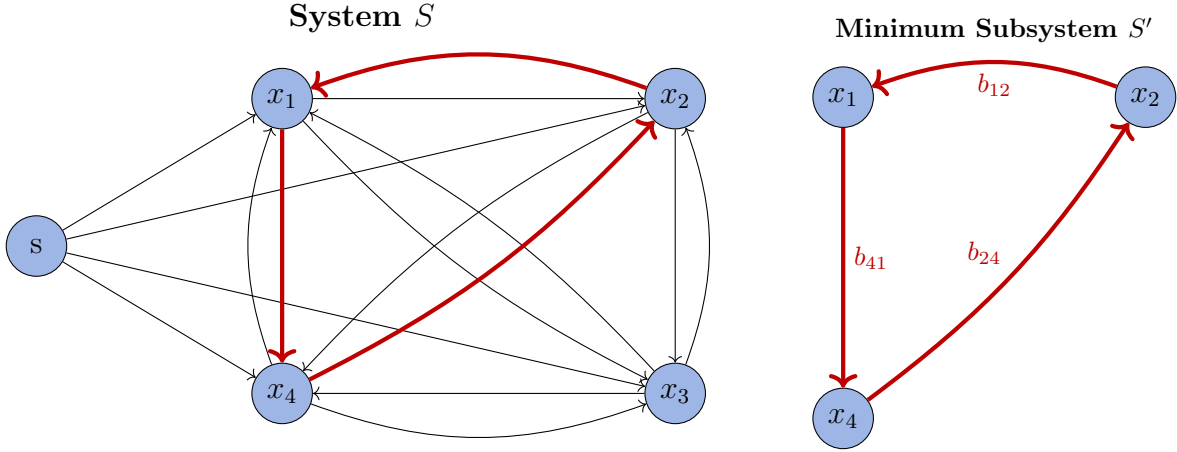 System S
Minimum Subsystem S′
x₁
x₂
x₁
b₁₂
x₂
s
b₄₁
b₂₄
x₄
x₃
x₄